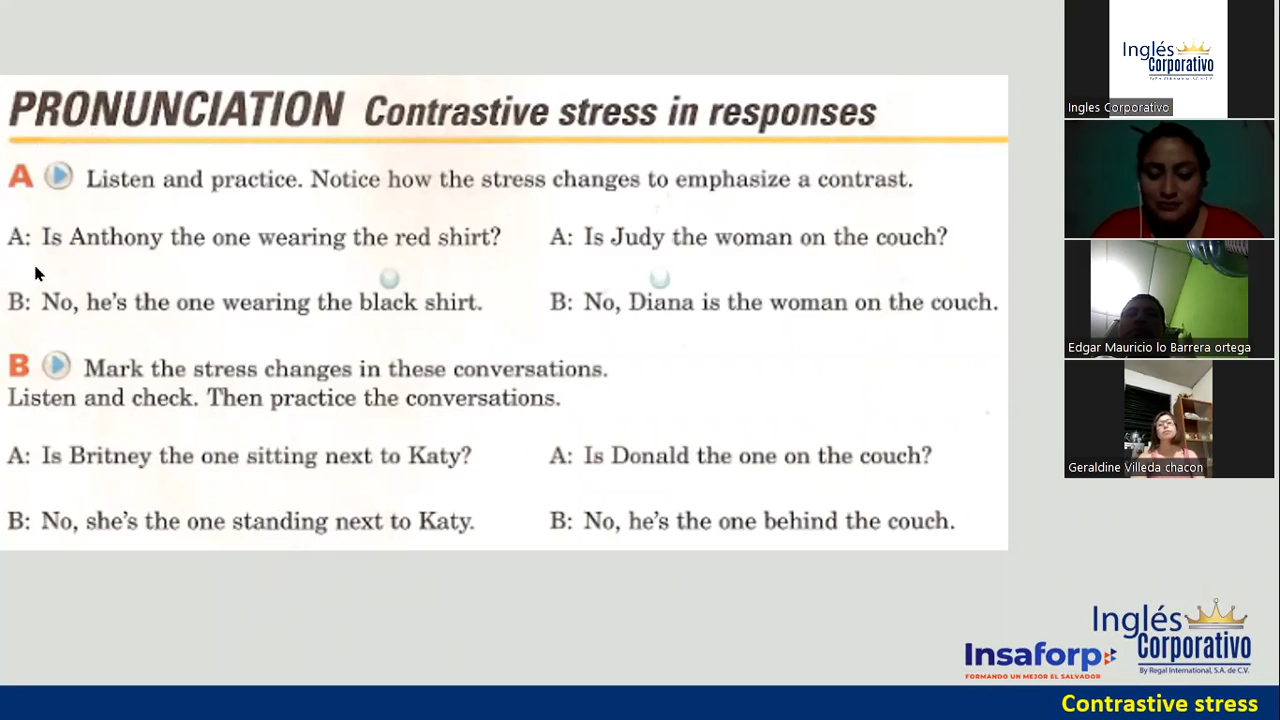 PRONUNCIATION Contrastive stress in responses
A Listen and practice. Notice how the stress changes to emphasize a contrast.
A: Is Anthony the one wearing the red shirt?
B: No, he's the one wearing the black shirt.
A: Is Judy the woman on the couch?
B: No, Diana is the woman on the couch.
B Mark the stress changes in these conversations.
Listen and check. Then practice the conversations.
A: Is Britney the one sitting next to Katy?
B: No, she's the one standing next to Katy.
A: Is Donald the one on the couch?
B: No, he's the one behind the couch.
Inglés
Corporativo
Ingles Corporativo
Edgar Mauricio lo Barrera ortega
Geraldine Villeda chacon
Insaforp
FORMANDO UN MEJOR EL SALVADOR
Inglés
Corporativo
By Regal International, S.A. de C.V.
Contrastive stress